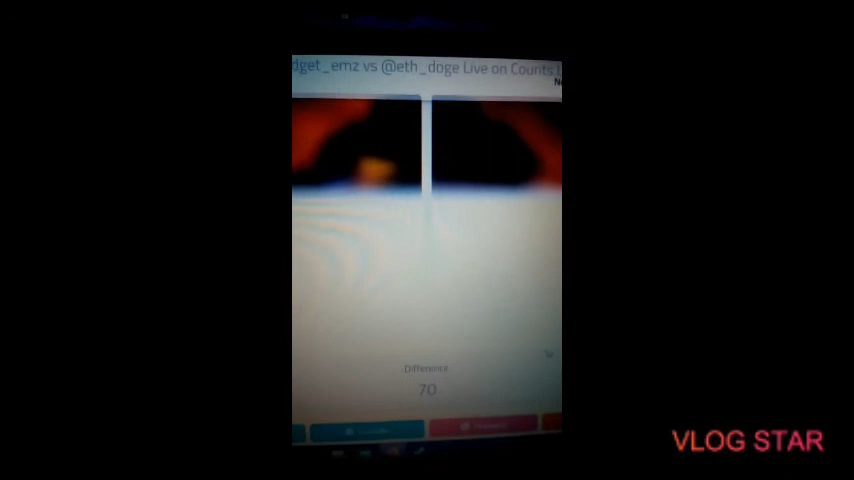 dget_emz vs @eth_doge Live on Counts L
N
Difference
70
VLOG STAR